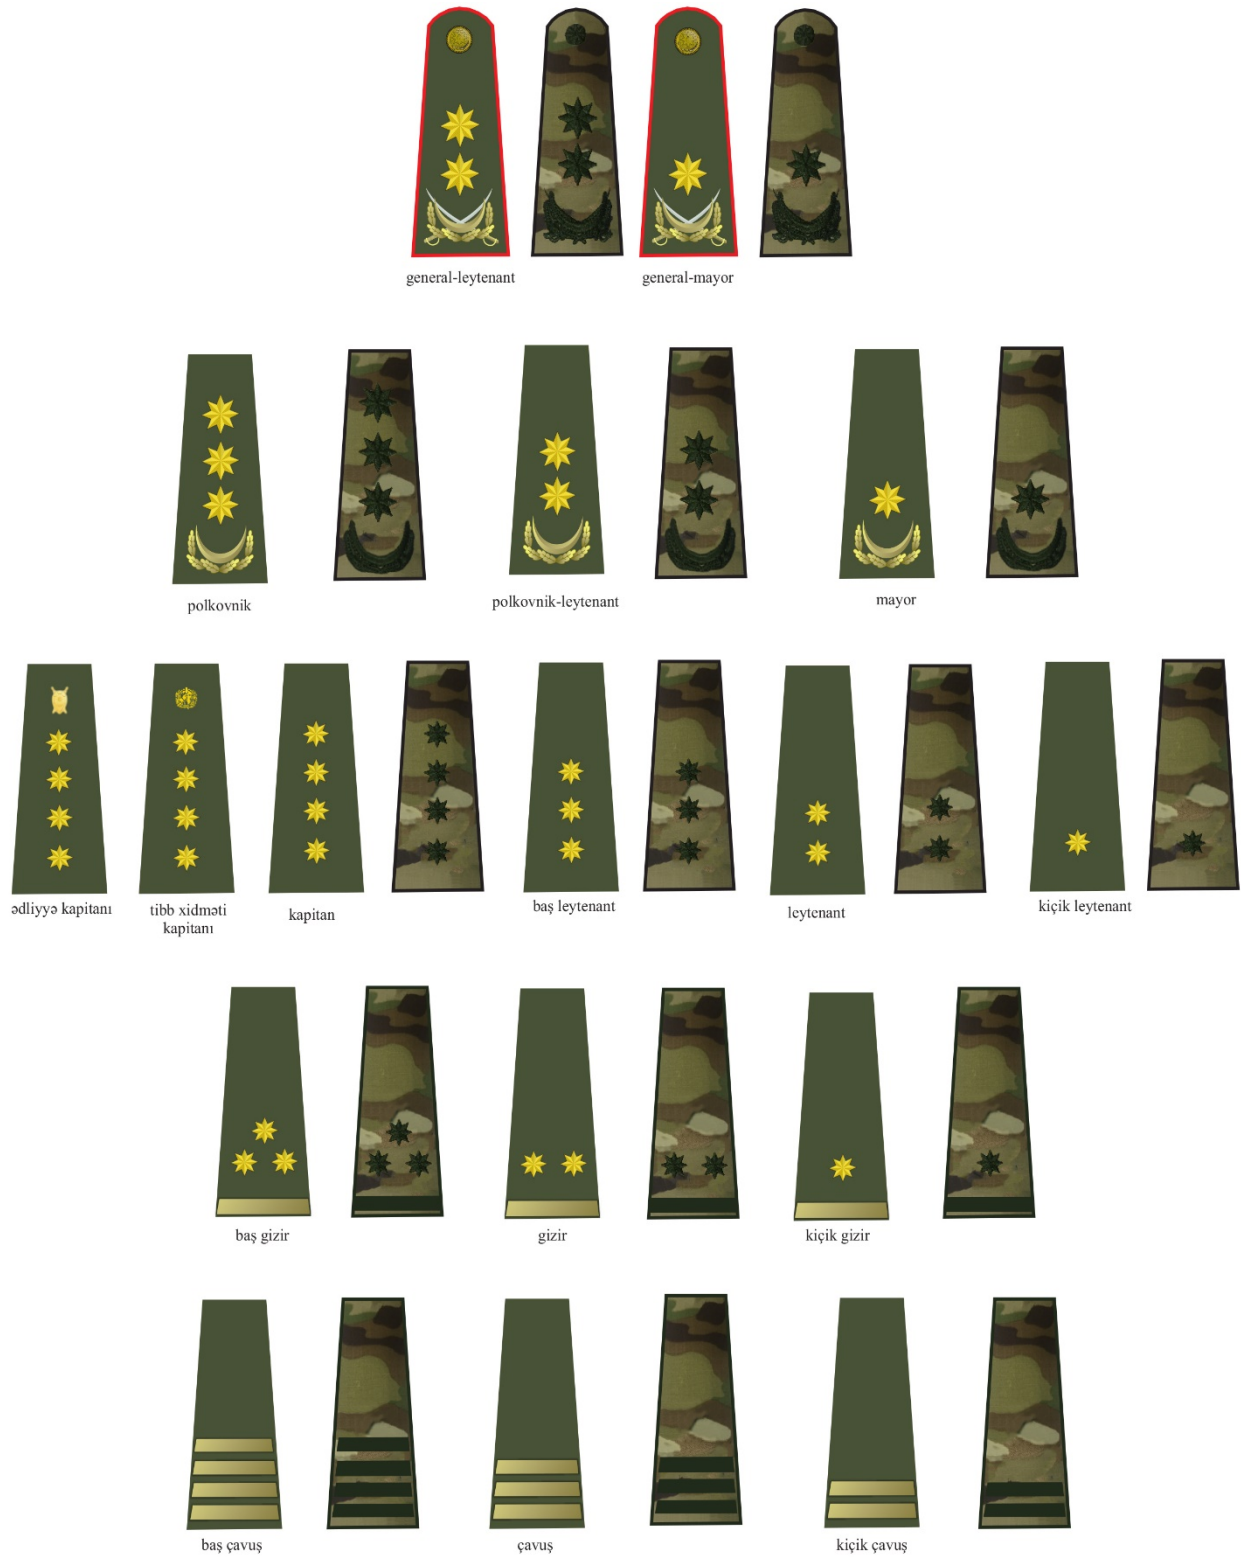 general-leytenant
general-mayor
polkovnik
polkovnik-leytenant
mayor
ədliyyə kapitanı
tibb xidməti
kapitanı
kapitan
baş leytenant
leytenant
kiçik leytenant
baş gizir
gizir
kiçik gizir
baş çavuş
çavuş
kiçik çavuş